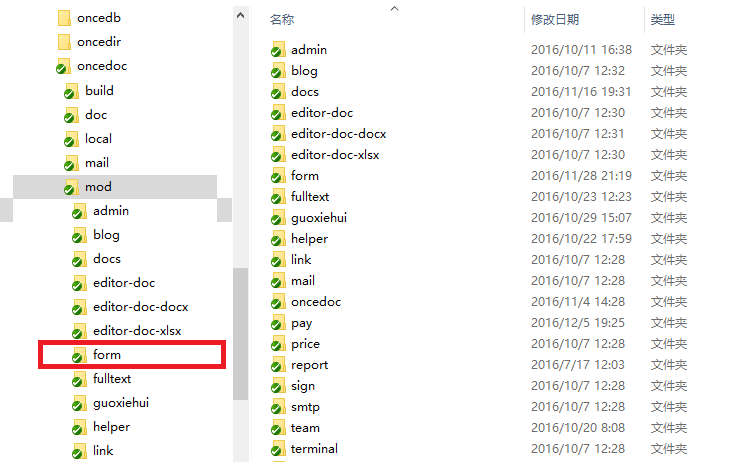 oncedb
oncedir
oncedoc
build
doc
local
mail
mod
admin
blog
docs
editor-doc
editor-doc-docx
editor-doc-xlsx
form
fulltext
guoxiehui
helper
link
名称 修改日期 类型
admin 2016/10/11 16:38 文件夹
blog 2016/10/7 12:32 文件夹
docs 2016/11/16 19:31 文件夹
editor-doc 2016/10/7 12:30 文件夹
editor-doc-docx 2016/10/7 12:31 文件夹
editor-doc-xlsx 2016/10/7 12:30 文件夹
form 2016/11/28 21:19 文件夹
fulltext 2016/10/23 12:23 文件夹
guoxiehui 2016/10/29 15:07 文件夹
helper 2016/10/22 17:59 文件夹
link 2016/10/7 12:28 文件夹
mail 2016/10/7 12:28 文件夹
oncedoc 2016/11/4 14:28 文件夹
pay 2016/12/5 19:25 文件夹
price 2016/10/7 12:28 文件夹
report 2016/7/17 12:03 文件夹
sign 2016/10/7 12:28 文件夹
smtp 2016/10/7 12:28 文件夹
team 2016/10/20 8:08 文件夹
terminal 2016/10/7 12:28 文件夹